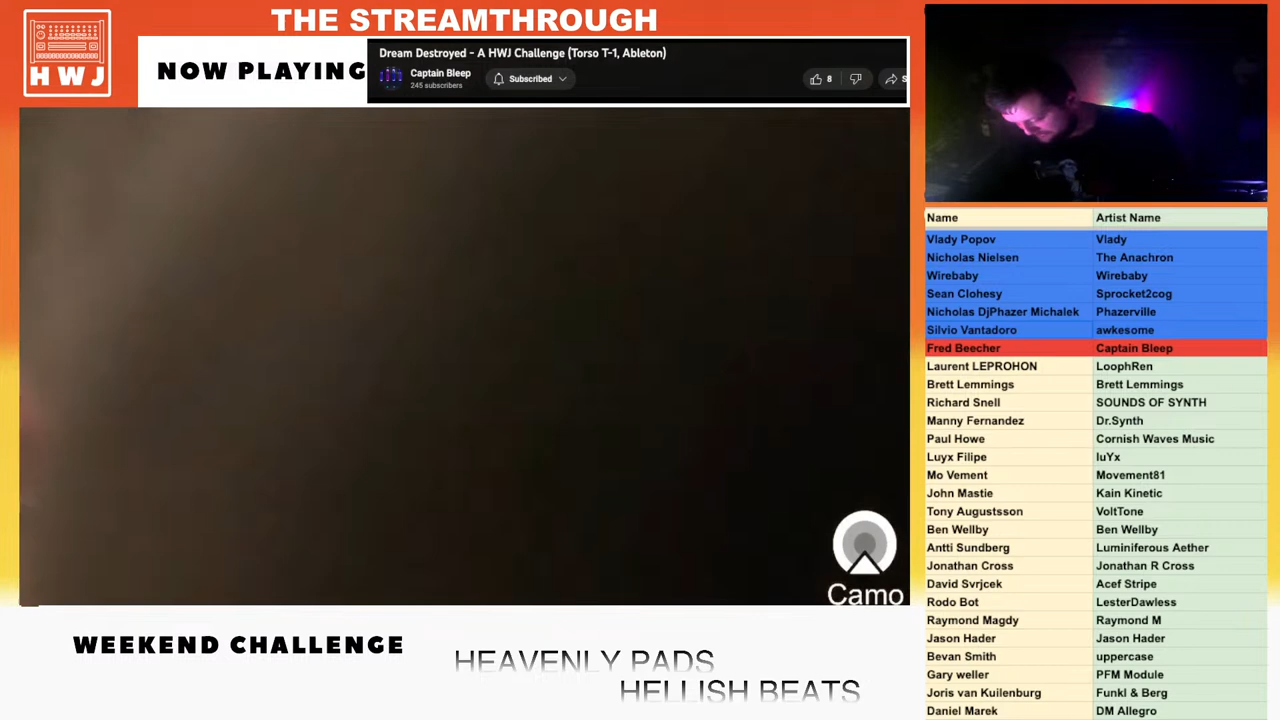 THE STREAMTHROUGH
HWJ
NOW PLAYING
Dream Destroyed - A HWJ Challenge (Torso T-1, Ableton)
Captain Bleep
245 subscribers
Subscribed
8
S
Name Artist Name
Vlady Popov Vlady
Nicholas Nielsen The Anachron
Wirebaby Wirebaby
Sean Clohesy Sprocket2cog
Nicholas DjPhazer Michalek Phazerville
Silvio Vantadoro awkesome
Fred Beecher Captain Bleep
Laurent LEPROHON LoophRen
Brett Lemmings Brett Lemmings
Richard Snell SOUNDS OF SYNTH
Manny Fernandez Dr.Synth
Paul Howe Cornish Waves Music
Luyx Filipe luYx
Mo Vement Movement81
John Mastie Kain Kinetic
Tony Augustsson VoltTone
Ben Wellby Ben Wellby
Antti Sundberg Luminiferous Aether
Jonathan Cross Jonathan R Cross
David Svrjcek Acef Stripe
Rodo Bot LesterDawless
Raymond Magdy Raymond M
Jason Hader Jason Hader
Bevan Smith uppercase
Gary weller PFM Module
Joris van Kuilenburg Funkl & Berg
Daniel Marek DM Allegro
Camo
WEEKEND CHALLENGE
HEAVENLY PADS
HELLISH BEATS